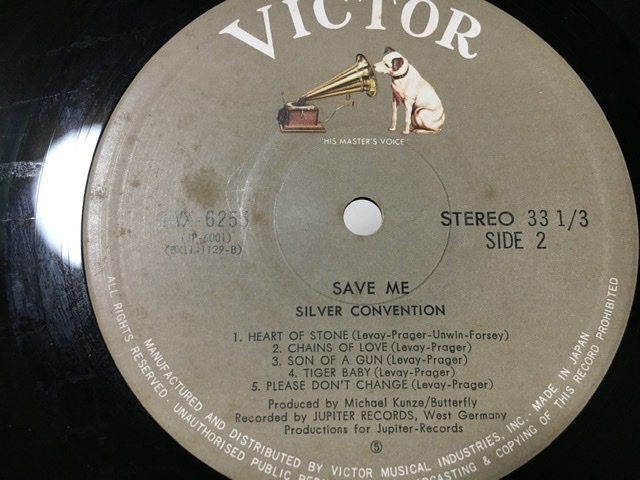 VICTOR
"HIS MASTER'S VOICE"
6253
(JP-6001)
STEREO 33 1/3
SIDE 2
SAVE ME
SILVER CONVENTION
1. HEART OF STONE (Levay-Prager-Unwin-Forsey)
2. CHAINS OF LOVE (Levay-Prager)
3. SON OF A GUN (Levay-Prager)
4. TIGER BABY (Levay-Prager)
5. PLEASE DON'T CHANGE (Levay-Prager)
Produced by Michael Kunze/Butterfly
Recorded by JUPITER RECORDS, West Germany
Productions for Jupiter-Records
5
MANUFACTURED AND DISTRIBUTED BY VICTOR MUSICAL INDUSTRIES, INC.: MADE IN JAPAN
ALL RIGHTS RESERVED. UNAUTHORISED PUBLIC & COPYING OF THIS RECORD PROHIBITED